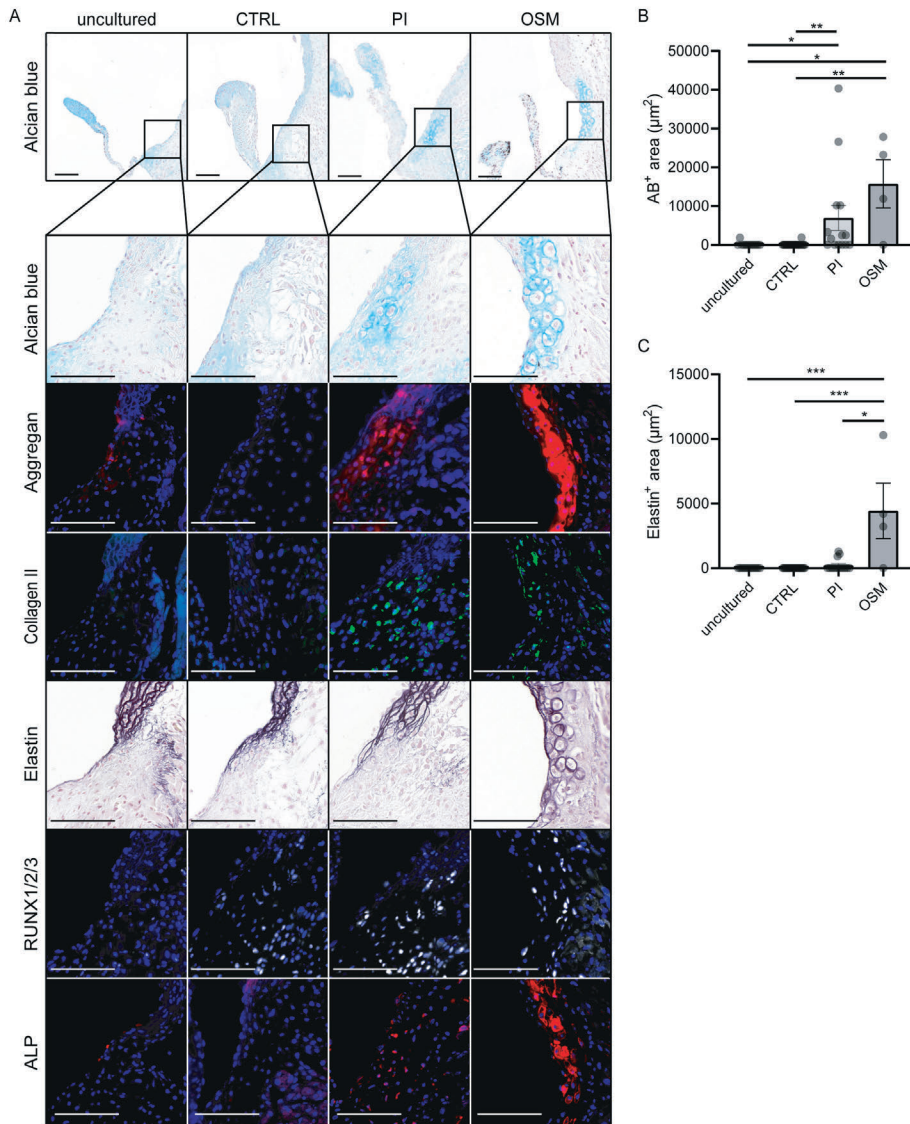 A
uncultured
CTRL
PI
OSM
Alcian blue
Alcian blue
Aggregan
Collagen II
Elastin
RUNX1/2/3
ALP
B
**
*
*
**
50000
40000
30000
20000
10000
0
AB+ area (µm²)
uncultured
CTRL
PI
OSM
C
***
***
*
15000
10000
5000
0
Elastin+ area (µm²)
uncultured
CTRL
PI
OSM